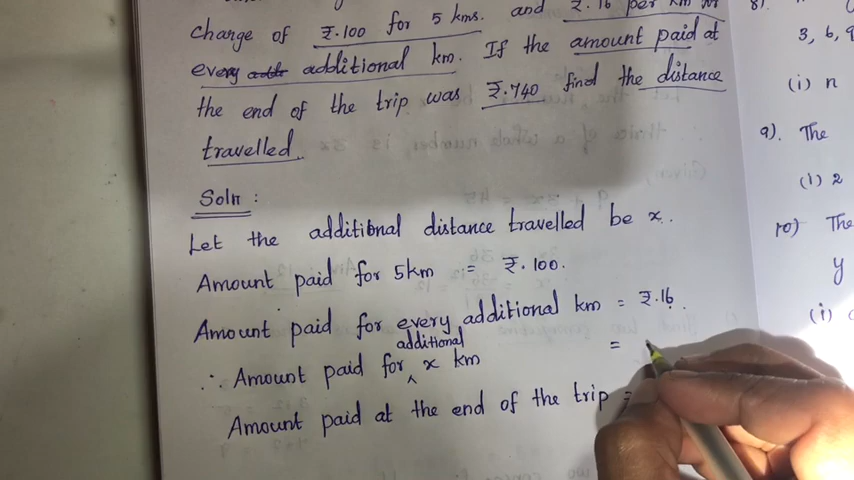 change of ₹.100 for 5 kms. and ₹.16 per km for
every additional km. If the amount paid at
the end of the trip was ₹.740 find the distance
travelled.
Soln :
Let the additional distance travelled be x.
Amount paid for 5km = ₹.100.
Amount paid for every additional km = ₹.16.
∴ Amount paid for additional x km =
Amount paid at the end of the trip =
8).
3, 6, 9
(i) n
9). The
(i) 2
10) The
y
(i)